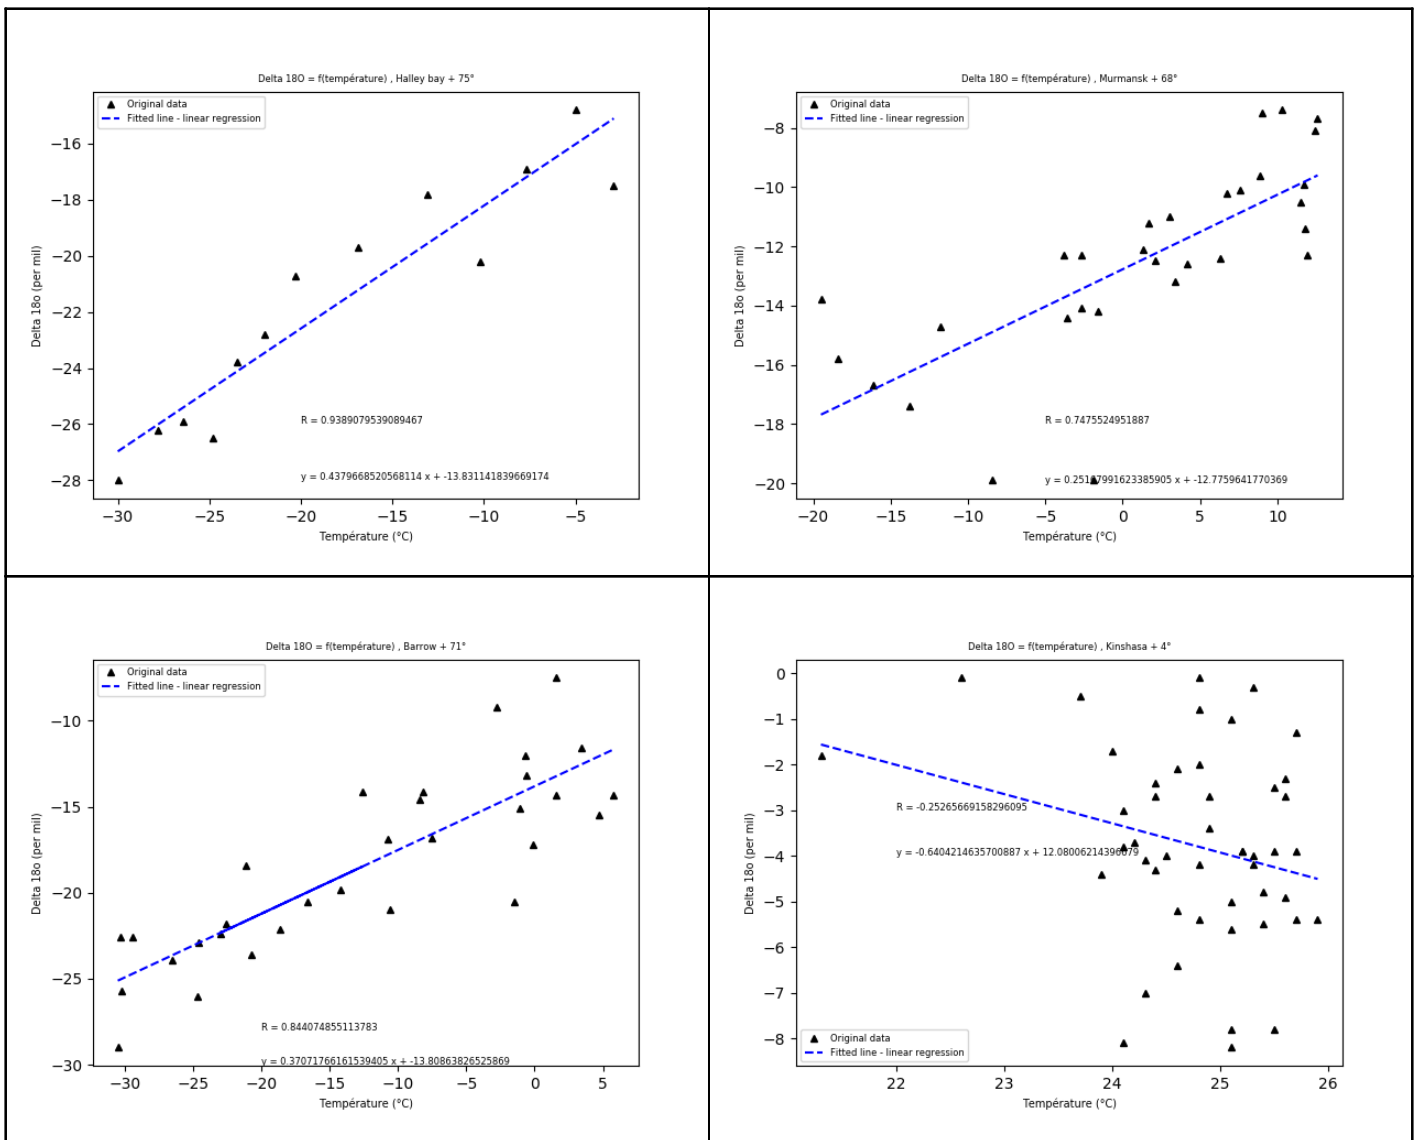 Delta 18O = f(température) , Halley bay + 75°
Original data
Fitted line - linear regression
−16
−18
−20
−22
−24
−26
−28
Delta 18o (per mil)
R = 0.9389079539089467
y = 0.4379668520568114 x + -13.831141839669174
−30 −25 −20 −15 −10 −5
Température (°C)
Delta 18O = f(température) , Murmansk + 68°
Original data
Fitted line - linear regression
−8
−10
−12
−14
−16
−18
−20
Delta 18o (per mil)
R = 0.7475524951887
x + -12.7759641770369
y =
−20 −15 −10 −5 0 5 10
Température (°C)
Delta 18O = f(température) , Barrow + 71°
Original data
Fitted line - linear regression
−10
−15
−20
−25
−30
Delta 18o (per mil)
R = 0.844074855113783
y = 0.37071766161539405 x + -13.80863826525869
−30 −25 −20 −15 −10 −5 0 5
Température (°C)
Delta 18O = f(température) , Kinshasa + 4°
0
−1
−2
−3
−4
−5
−6
−7
−8
Delta 18o (per mil)
R = -0.25265669158296095
y = -0.6404214635700887 x +
Original data
Fitted line - linear regression
22 23 24 25 26
Température (°C)